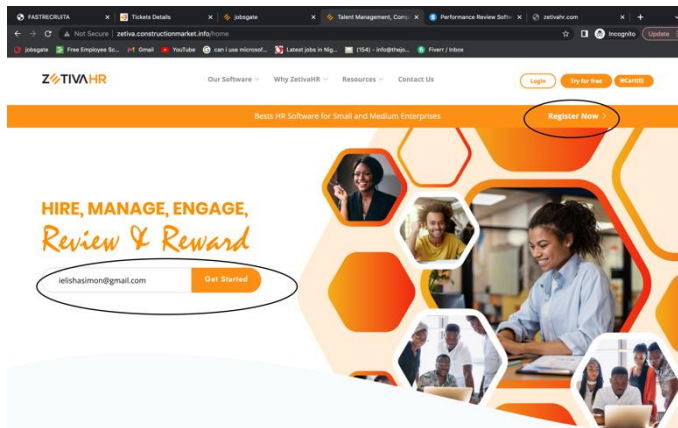 FASTRECRUITA
Tickets Details
jobsgate
Talent Management, Comp
Performance Review Softw
zetivahr.com
Not Secure | zetiva.constructionmarket.info/home
Incognito
Update
jobsgate
Free Employee Sc...
Gmail
YouTube
can i use microsof...
Latest jobs in Nig...
(154) - info@thejo...
Fiverr / Inbox
ZETIVAHR
Our Software
Why ZetivaHR
Resources
Contact Us
Login
Try for free
Cart(0)
Bests HR Software for Small and Medium Enterprises
Register Now
HIRE, MANAGE, ENGAGE,
Review & Reward
ielishasimon@gmail.com
Get Started